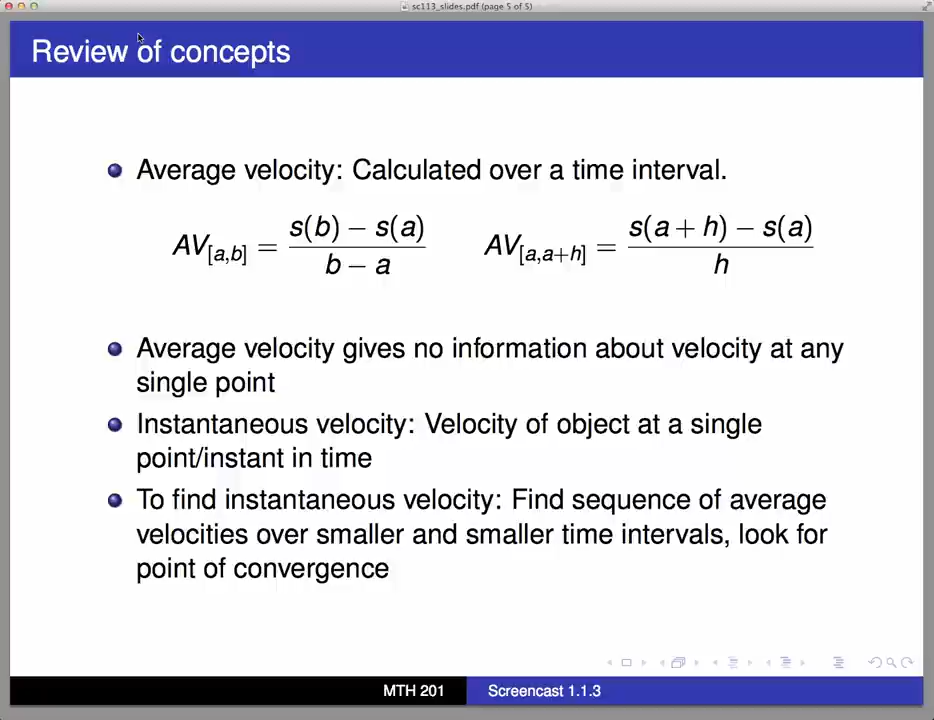 sc113_slides.pdf (page 5 of 5)
Review of concepts
Average velocity: Calculated over a time interval.
AV[a,b] = s(b) − s(a) / b − a    AV[a,a+h] = s(a + h) − s(a) / h
Average velocity gives no information about velocity at any
single point
Instantaneous velocity: Velocity of object at a single
point/instant in time
To find instantaneous velocity: Find sequence of average
velocities over smaller and smaller time intervals, look for
point of convergence
MTH 201 Screencast 1.1.3